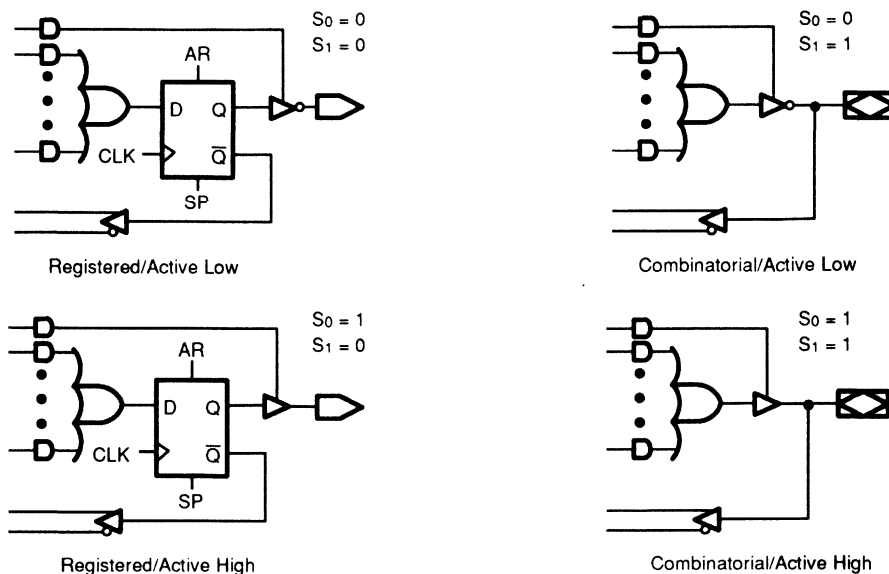 S0 = 0
S1 = 0
AR
D Q
CLK Q̅
SP
Registered/Active Low
S0 = 0
S1 = 1
Combinatorial/Active Low
S0 = 1
S1 = 0
AR
D Q
CLK Q̅
SP
Registered/Active High
S0 = 1
S1 = 1
Combinatorial/Active High